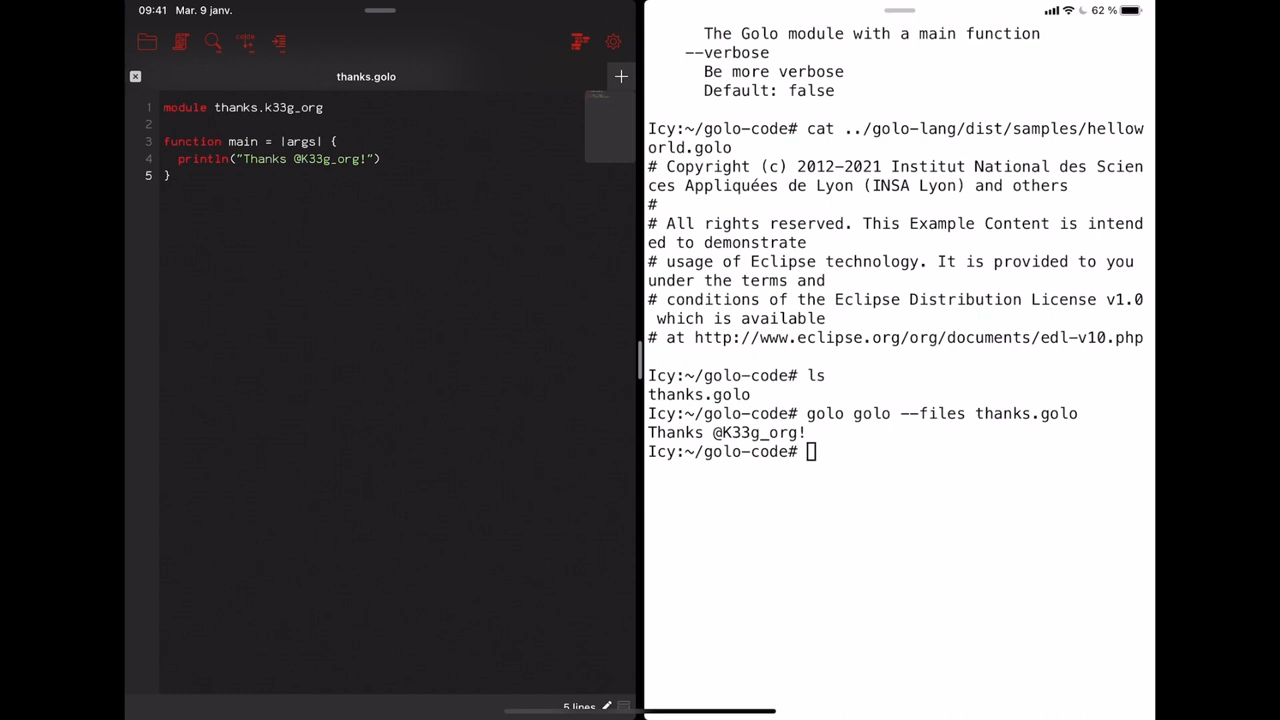 09:41 Mar. 9 janv.
thanks.golo
1 module thanks.k33g_org
2
3 function main = |args| {
4 println("Thanks @K33g_org!")
5 }
5 lines
62 %
The Golo module with a main function
--verbose
Be more verbose
Default: false
Icy:~/golo-code# cat ../golo-lang/dist/samples/hellow
orld.golo
# Copyright (c) 2012-2021 Institut National des Scien
ces Appliquées de Lyon (INSA Lyon) and others
#
# All rights reserved. This Example Content is intend
ed to demonstrate
# usage of Eclipse technology. It is provided to you
under the terms and
# conditions of the Eclipse Distribution License v1.0
which is available
# at http://www.eclipse.org/org/documents/edl-v10.php
Icy:~/golo-code# ls
thanks.golo
Icy:~/golo-code# golo golo --files thanks.golo
Thanks @K33g_org!
Icy:~/golo-code#